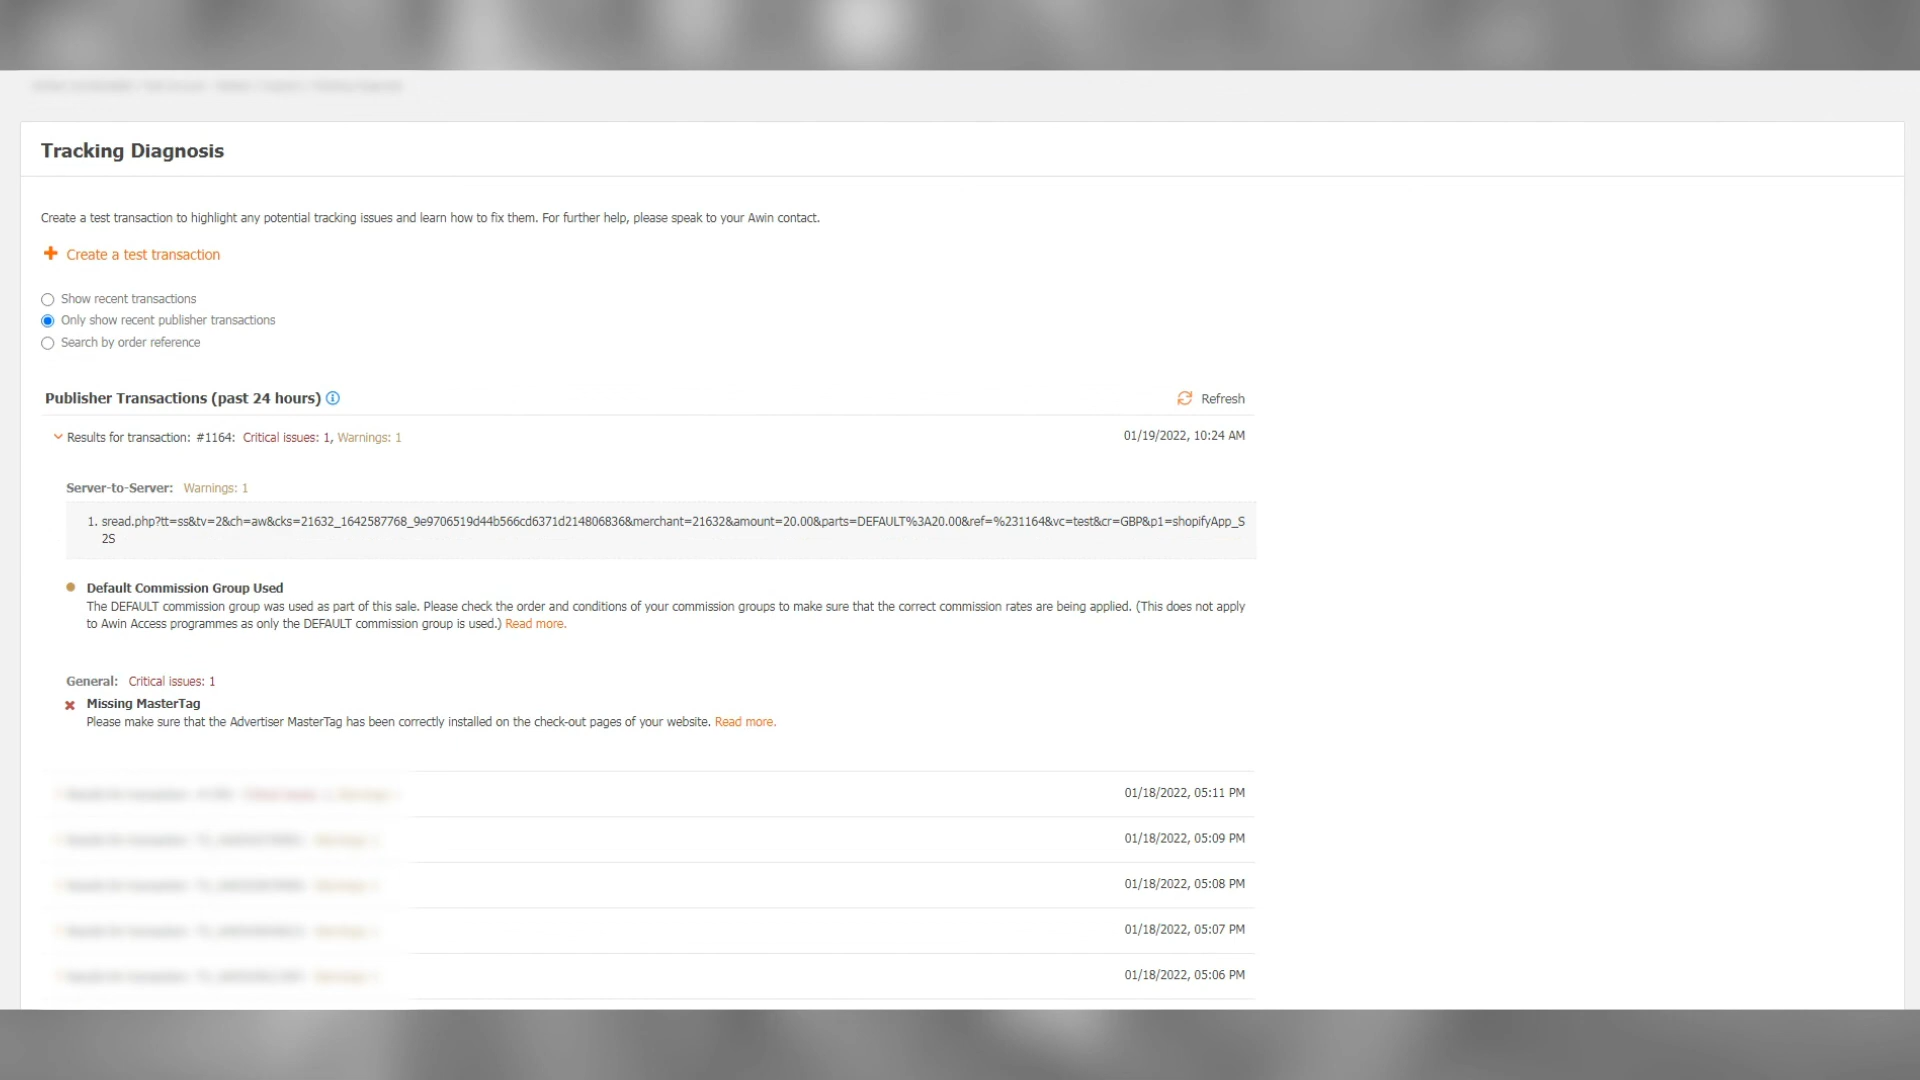 Tracking Diagnosis
Create a test transaction to highlight any potential tracking issues and learn how to fix them. For further help, please speak to your Awin contact.
Create a test transaction
Show recent transactions
Only show recent publisher transactions
Search by order reference
Publisher Transactions (past 24 hours)
Refresh
Results for transaction: #1164: Critical issues: 1, Warnings: 1
01/19/2022, 10:24 AM
Server-to-Server: Warnings: 1
1. sread.php?tt=ss&tv=2&ch=aw&cks=21632_1642587768_9e9706519d44b566cd6371d214806836&merchant=21632&amount=20.00&parts=DEFAULT%3A20.00&ref=%231164&vc=test&cr=GBP&p1=shopifyApp_S
2S
Default Commission Group Used
The DEFAULT commission group was used as part of this sale. Please check the order and conditions of your commission groups to make sure that the correct commission rates are being applied. (This does not apply
to Awin Access programmes as only the DEFAULT commission group is used.) Read more.
General: Critical issues: 1
Missing MasterTag
Please make sure that the Advertiser MasterTag has been correctly installed on the check-out pages of your website. Read more.
01/18/2022, 05:11 PM
01/18/2022, 05:09 PM
01/18/2022, 05:08 PM
01/18/2022, 05:07 PM
01/18/2022, 05:06 PM